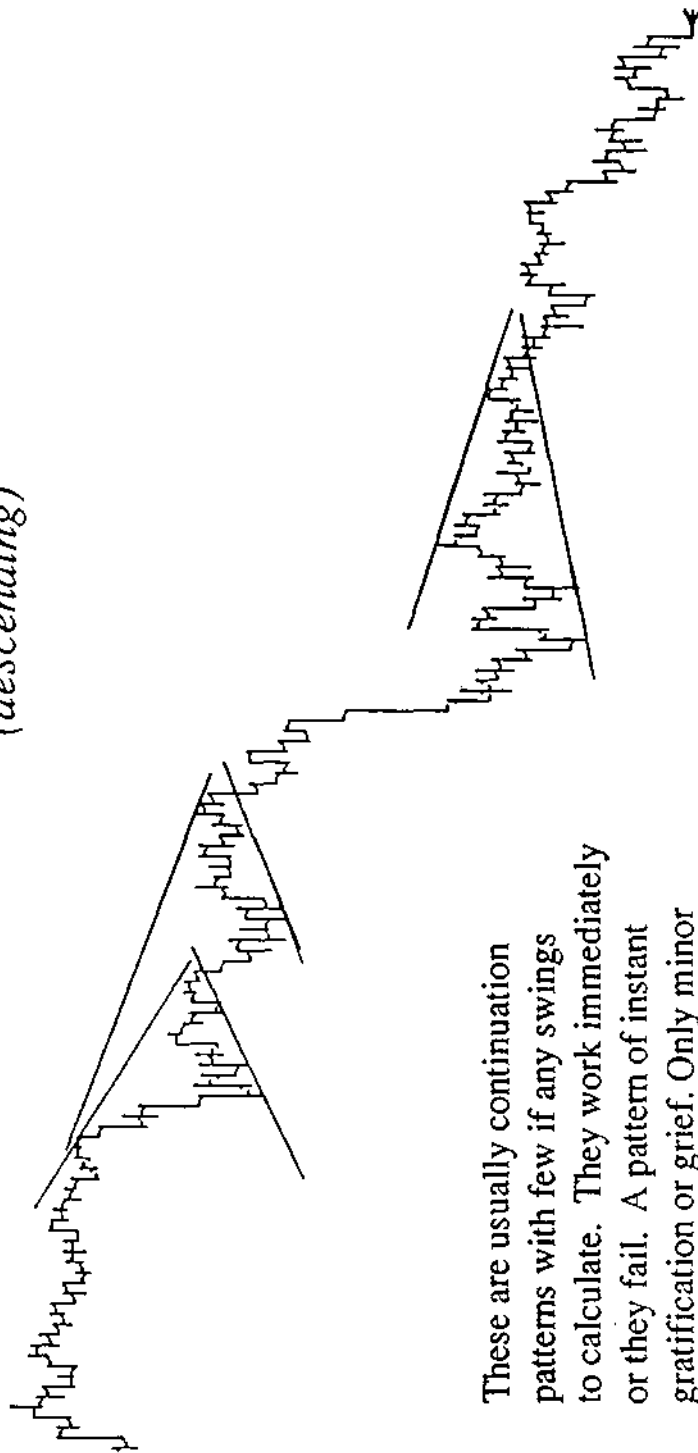 (descending)
These are usually continuation
patterns with few if any swings
to calculate. They work immediately
or they fail. A pattern of instant
gratification or grief. Only minor